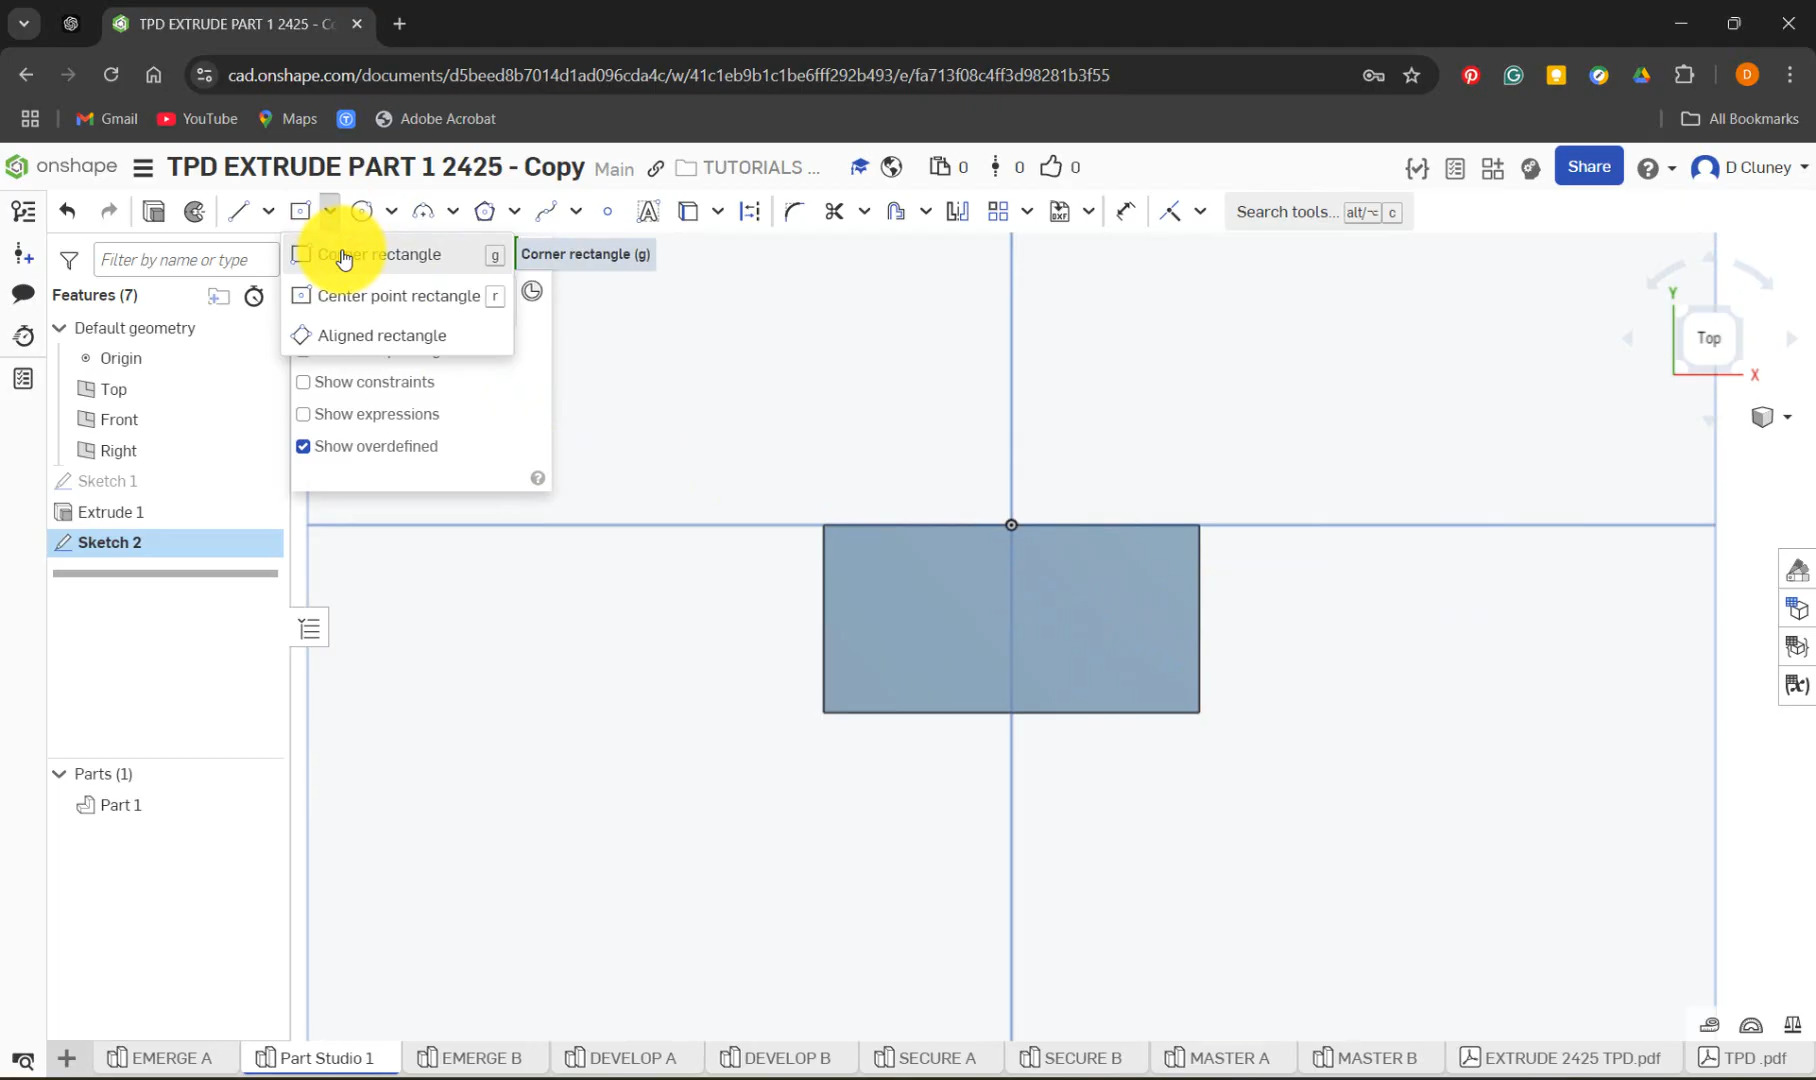 TPD EXTRUDE PART 1 2425 - C
cad.onshape.com/documents/d5beed8b7014d1ad096cda4c/w/41c1eb9b1c1be6fff292b493/e/fa713f08c4ff3d98281b3f55
D
Gmail
YouTube
Maps
Adobe Acrobat
All Bookmarks
onshape
TPD EXTRUDE PART 1 2425 - Copy
Main
TUTORIALS ...
0
0
0
Share
D Cluney
Search tools... alt/⌥ c
Filter by name or type
Corner rectangle g
Corner rectangle (g)
Features (7)
Center point rectangle r
Default geometry
Aligned rectangle
Origin
Top
Show constraints
Front
Show expressions
Right
Show overdefined
Sketch 1
Extrude 1
Sketch 2
Y
Top
X
Parts (1)
Part 1
EMERGE A
Part Studio 1
EMERGE B
DEVELOP A
DEVELOP B
SECURE A
SECURE B
MASTER A
MASTER B
EXTRUDE 2425 TPD.pdf
TPD .pdf